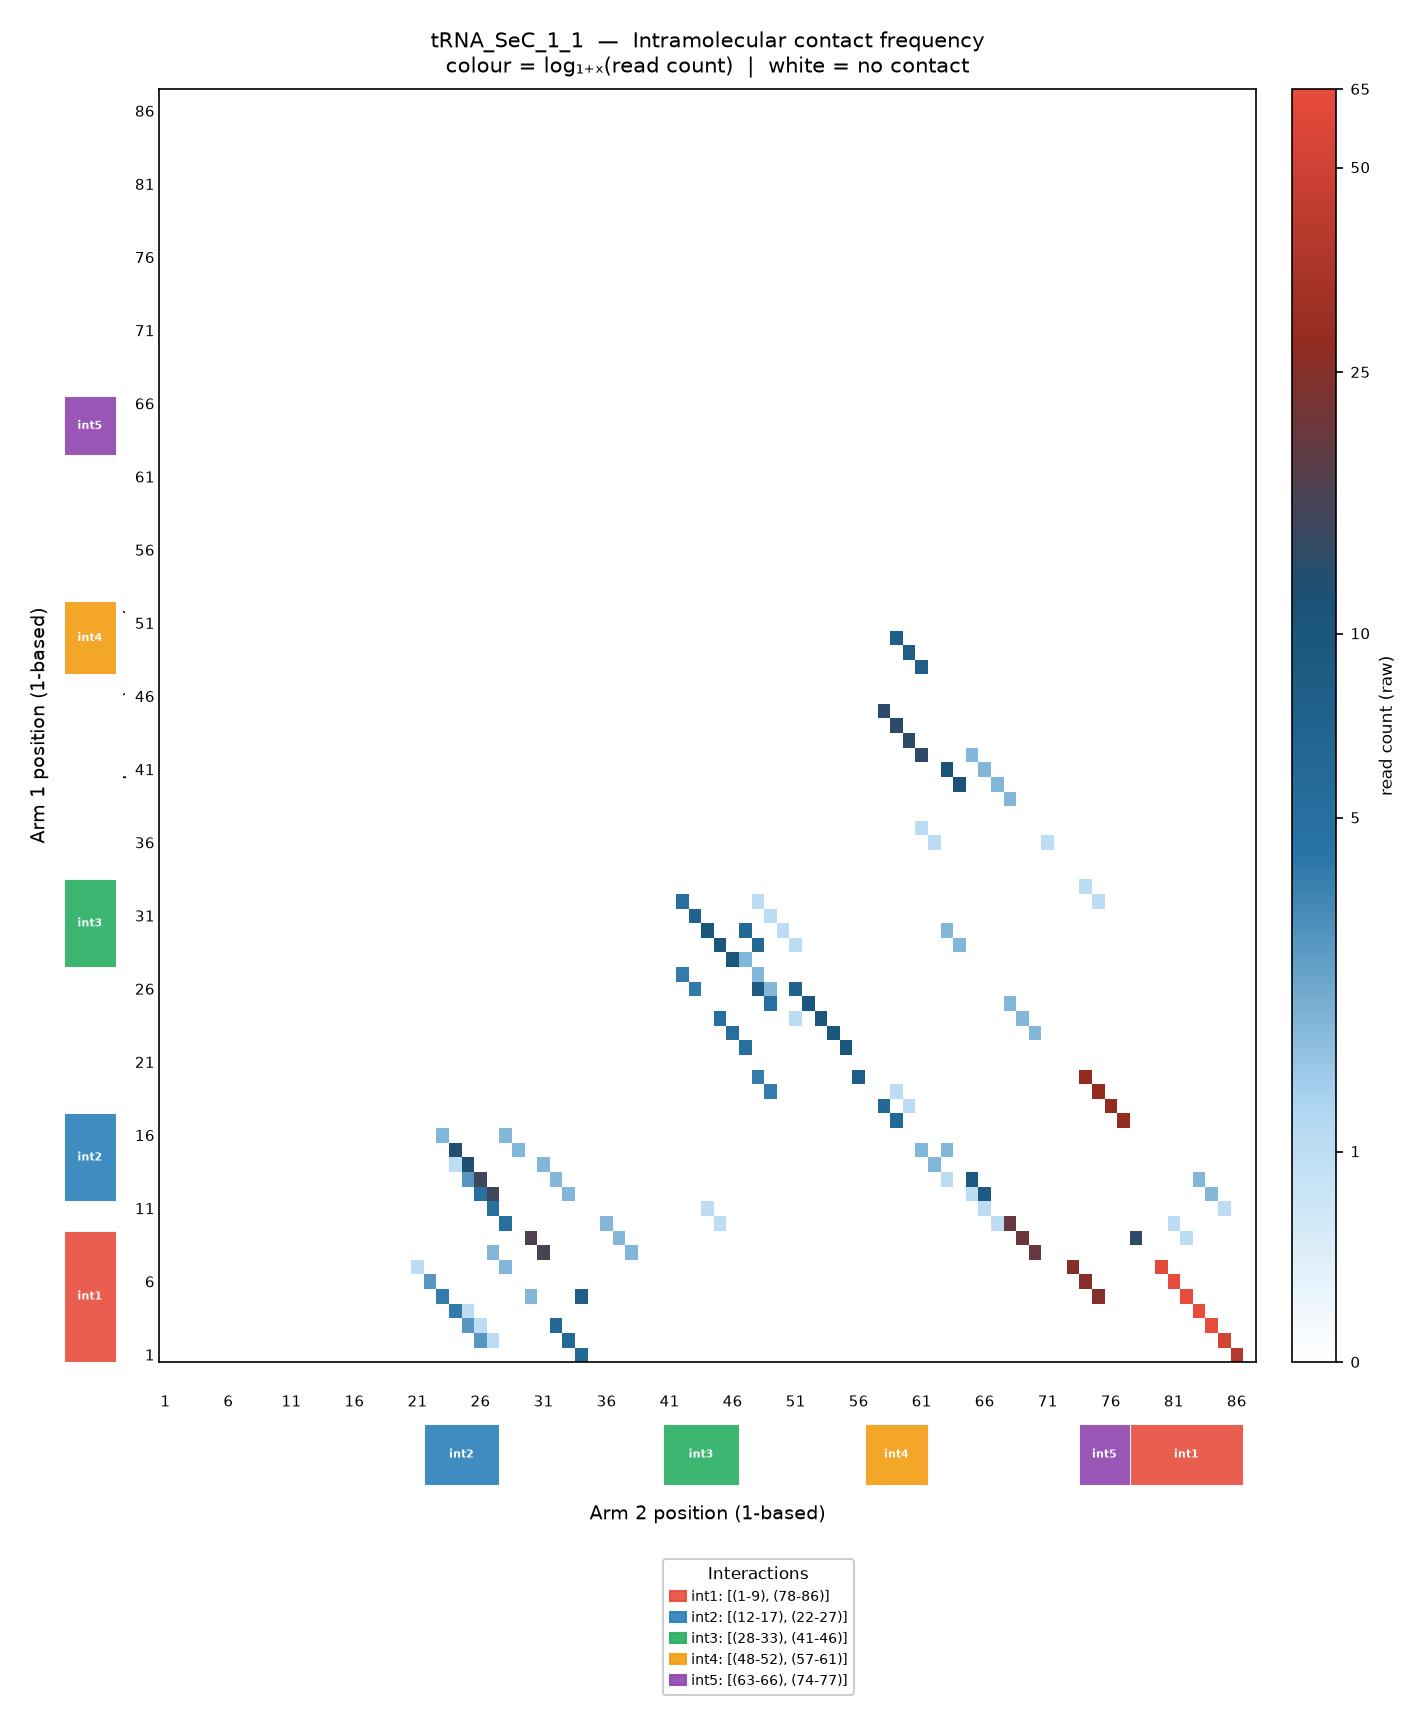 tRNA_SeC_1_1 — Intramolecular contact frequency
colour = log₁₊ₓ(read count) | white = no contact
Arm 1 position (1-based)
86
81
76
71
66
61
56
51
46
41
36
31
26
21
16
11
6
1
int5
int4
int3
int2
int1
65
50
25
10
5
1
0
read count (raw)
1 6 11 16 21 26 31 36 41 46 51 56 61 66 71 76 81 86
int2 int3 int4 int5 int1
Arm 2 position (1-based)
Interactions
int1: [(1-9), (78-86)]
int2: [(12-17), (22-27)]
int3: [(28-33), (41-46)]
int4: [(48-52), (57-61)]
int5: [(63-66), (74-77)]